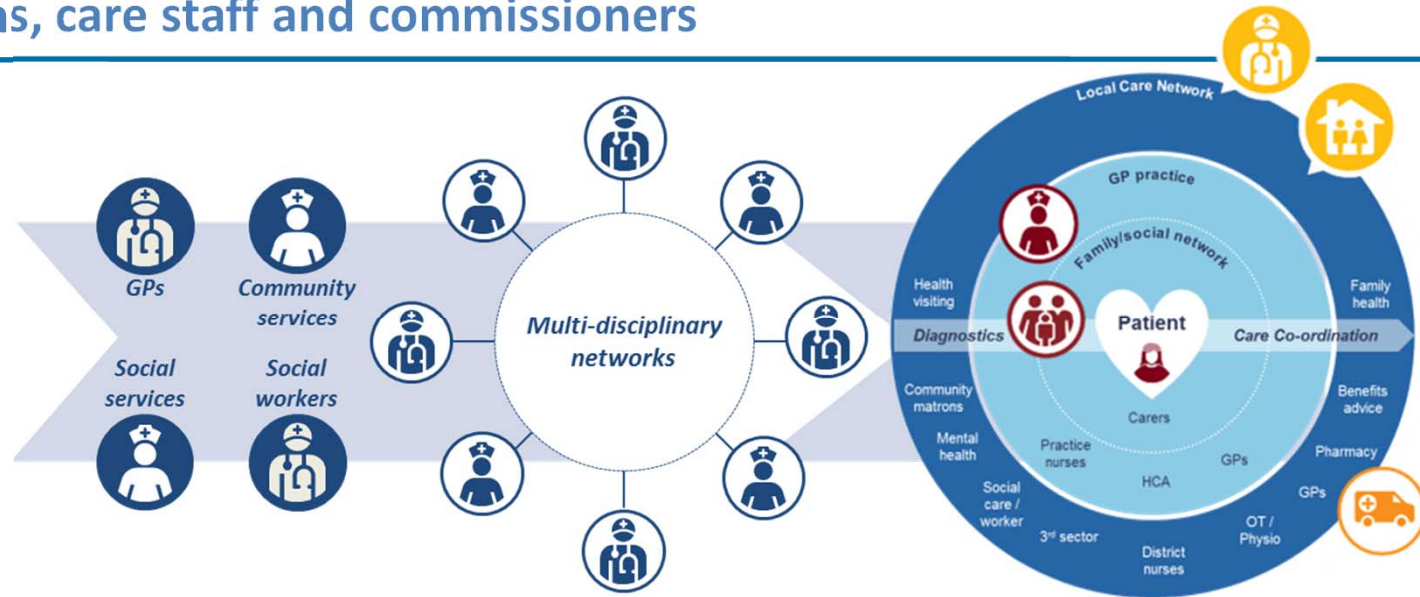 s, care staff and commissioners
GPs
Community
services
Social
services
Social
workers
Multi-disciplinary
networks
Local Care Network
GP practice
Family/social network
Health
visiting
Family
health
Diagnostics
Patient
Care Co-ordination
Community
matrons
Benefits
advice
Carers
Mental
health
Practice
nurses
GPs
Pharmacy
HCA
Social
care /
worker
GPs
3rd sector
OT /
Physio
District
nurses